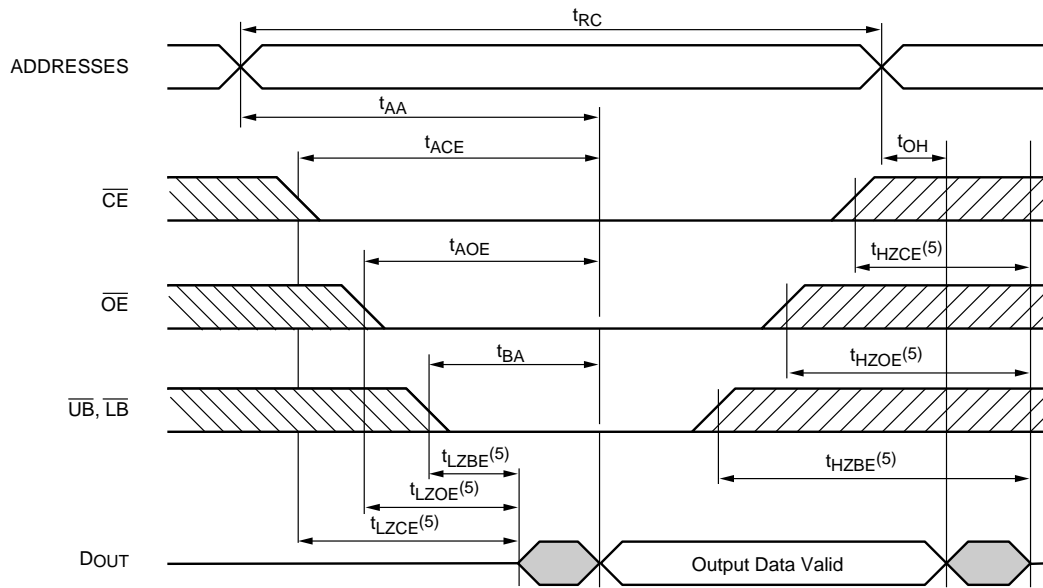 tRC
ADDRESSES
tAA
tACE
tOH
CE
tAOE
tHZCE(5)
OE
tBA
tHZOE(5)
UB, LB
tLZBE(5)
tHZBE(5)
tLZOE(5)
tLZCE(5)
DOUT
Output Data Valid